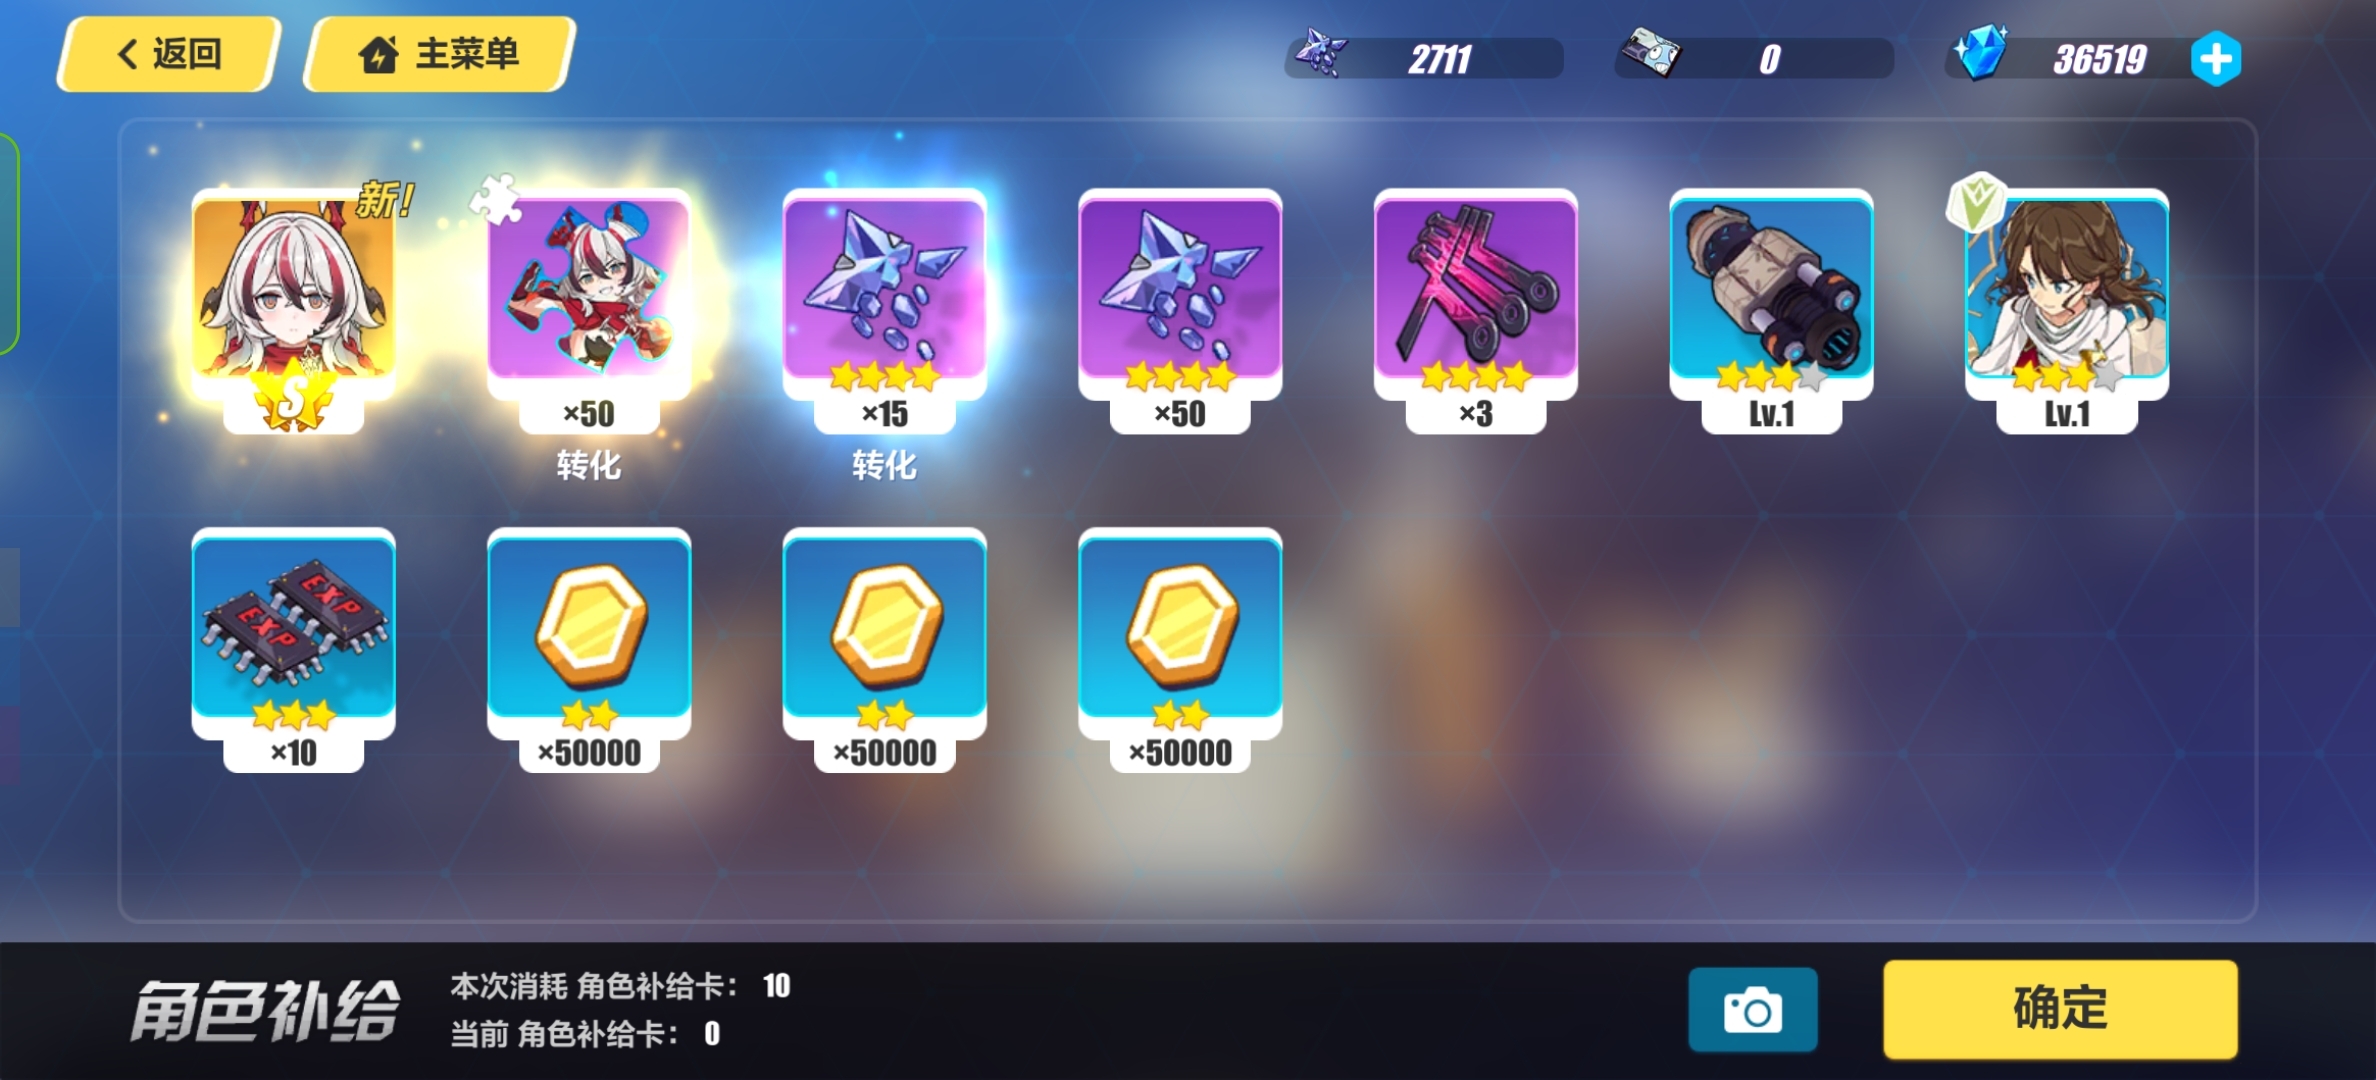 返回
主菜单
2711
0
36519
新!
S
×50
×15
×50
×3
Lv.1
Lv.1
转化
转化
EXP
EXP
×10
×50000
×50000
×50000
角色补给
本次消耗 角色补给卡: 10
当前 角色补给卡: 0
确定